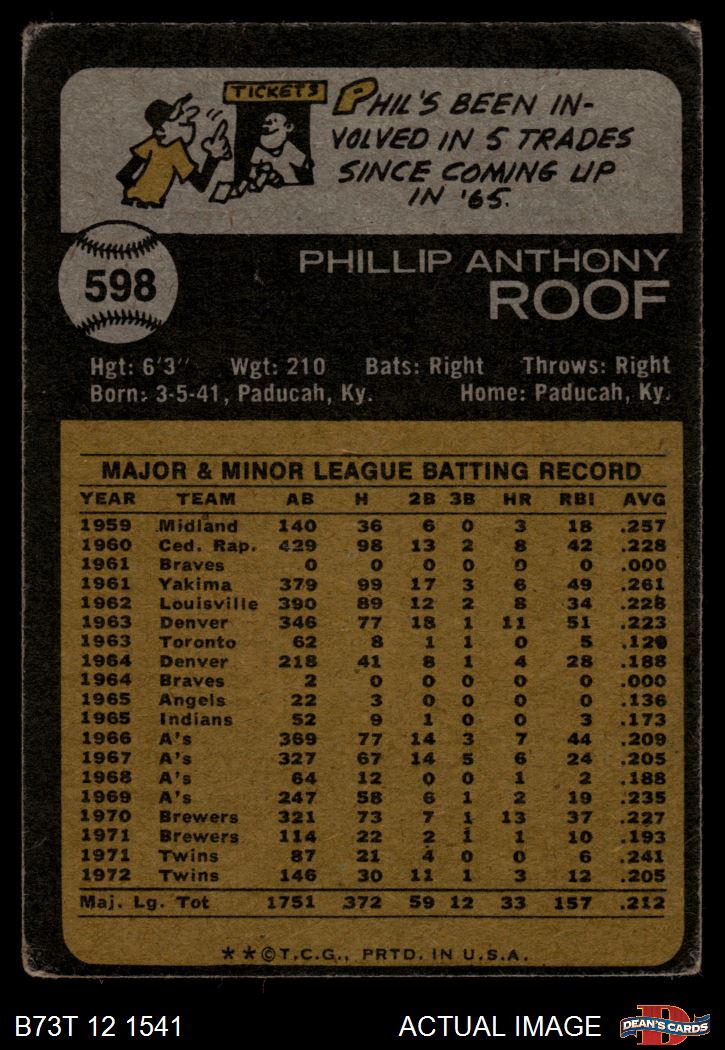 TICKETS
PHIL'S BEEN IN-
VOLVED IN 5 TRADES
SINCE COMING UP
IN '65.
598
PHILLIP ANTHONY
ROOF
Hgt: 6'3" Wgt: 210 Bats: Right Throws: Right
Born: 3-5-41, Paducah, Ky. Home: Paducah, Ky.
MAJOR & MINOR LEAGUE BATTING RECORD
YEAR TEAM AB H 2B 3B HR RBI AVG
1959 Midland 140 36 6 0 3 18 .257
1960 Ced. Rap. 429 98 13 2 8 42 .228
1961 Braves 0 0 0 0 0 0 .000
1961 Yakima 379 99 17 3 6 49 .261
1962 Louisville 390 89 12 2 8 34 .228
1963 Denver 346 77 18 1 11 51 .223
1963 Toronto 62 8 1 1 0 5 .129
1964 Denver 218 41 8 1 4 28 .188
1964 Braves 2 0 0 0 0 0 .000
1965 Angels 22 3 0 0 0 0 .136
1965 Indians 52 9 1 0 0 3 .173
1966 A's 369 77 14 3 7 44 .209
1967 A's 327 67 14 5 6 24 .205
1968 A's 64 12 0 0 1 2 .188
1969 A's 247 58 6 1 2 19 .235
1970 Brewers 321 73 7 1 13 37 .227
1971 Brewers 114 22 2 1 1 10 .193
1971 Twins 87 21 4 0 0 6 .241
1972 Twins 146 30 11 1 3 12 .205
Maj. Lg. Tot 1751 372 59 12 33 157 .212
**©T.C.G., PRTD. IN U.S.A.
B73T 12 1541 ACTUAL IMAGE
D
DEAN'S CARDS